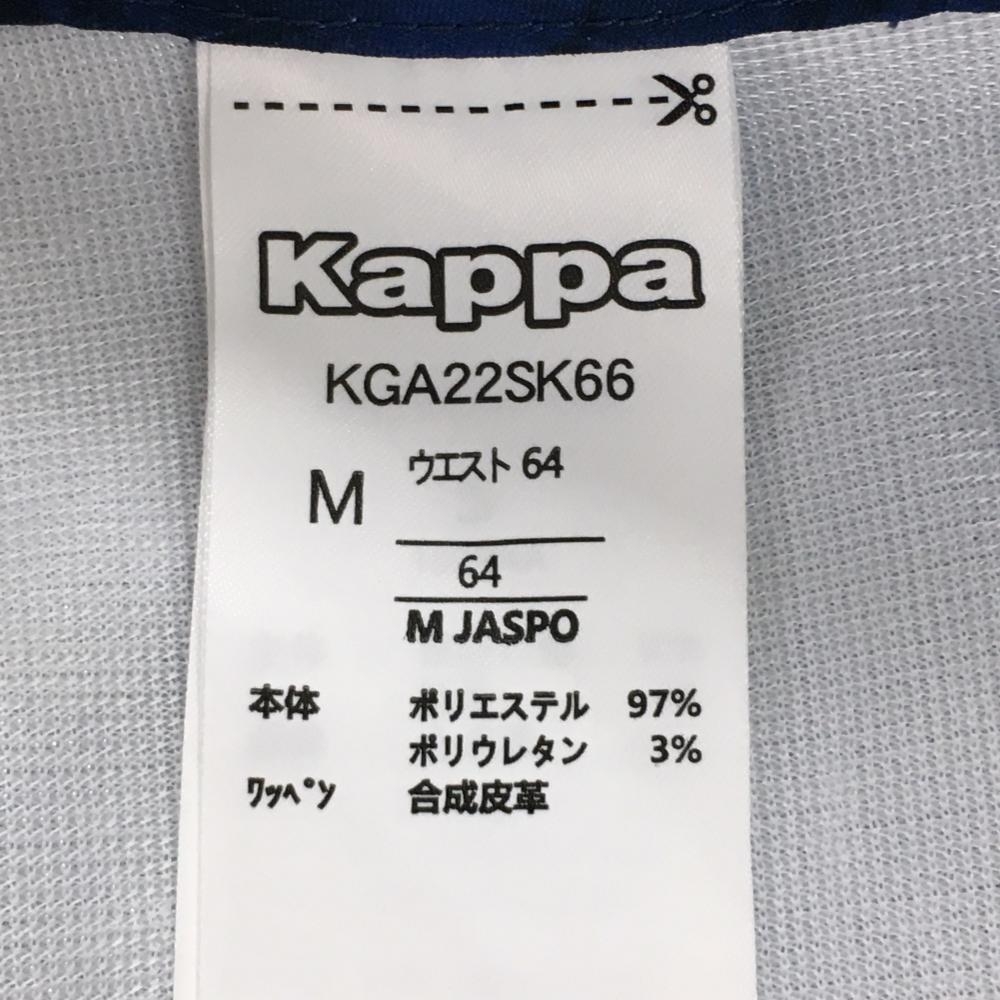 Kappa
KGA22SK66
M ウエスト 64
64
M JASPO
本体 ポリエステル 97%
ポリウレタン 3%
ﾜｯﾍﾟﾝ 合成皮革